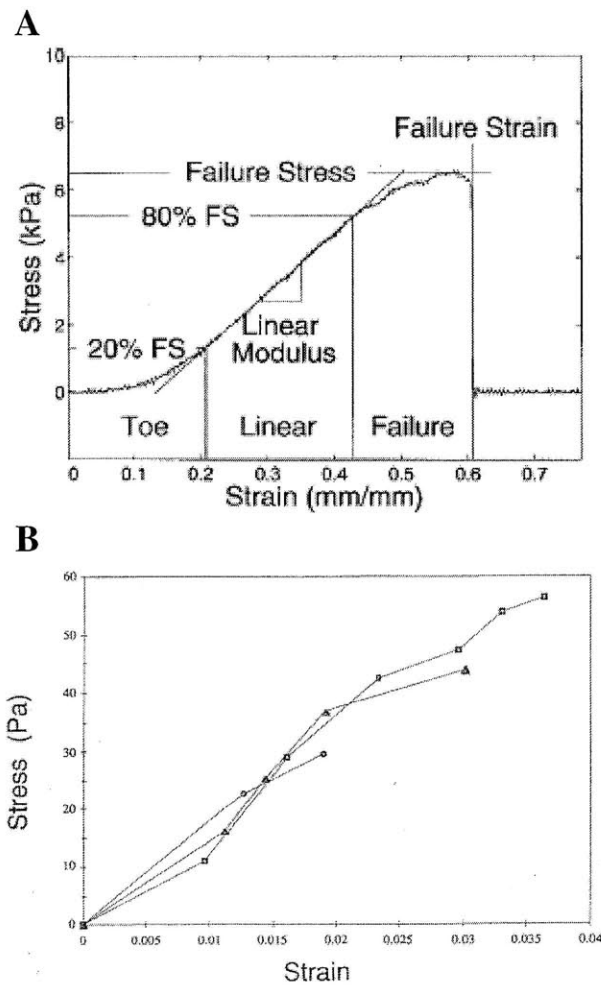 A
10
8
6
4
2
0
Stress (kPa)
Failure Strain
Failure Stress
80% FS
20% FS
Linear
Modulus
Toe
Linear
Failure
0
0.1
0.2
0.3
0.4
0.5
0.6
0.7
Strain (mm/mm)
B
60
50
40
30
20
10
0
Stress (Pa)
0
0.005
0.01
0.015
0.02
0.025
0.03
0.035
0.04
Strain